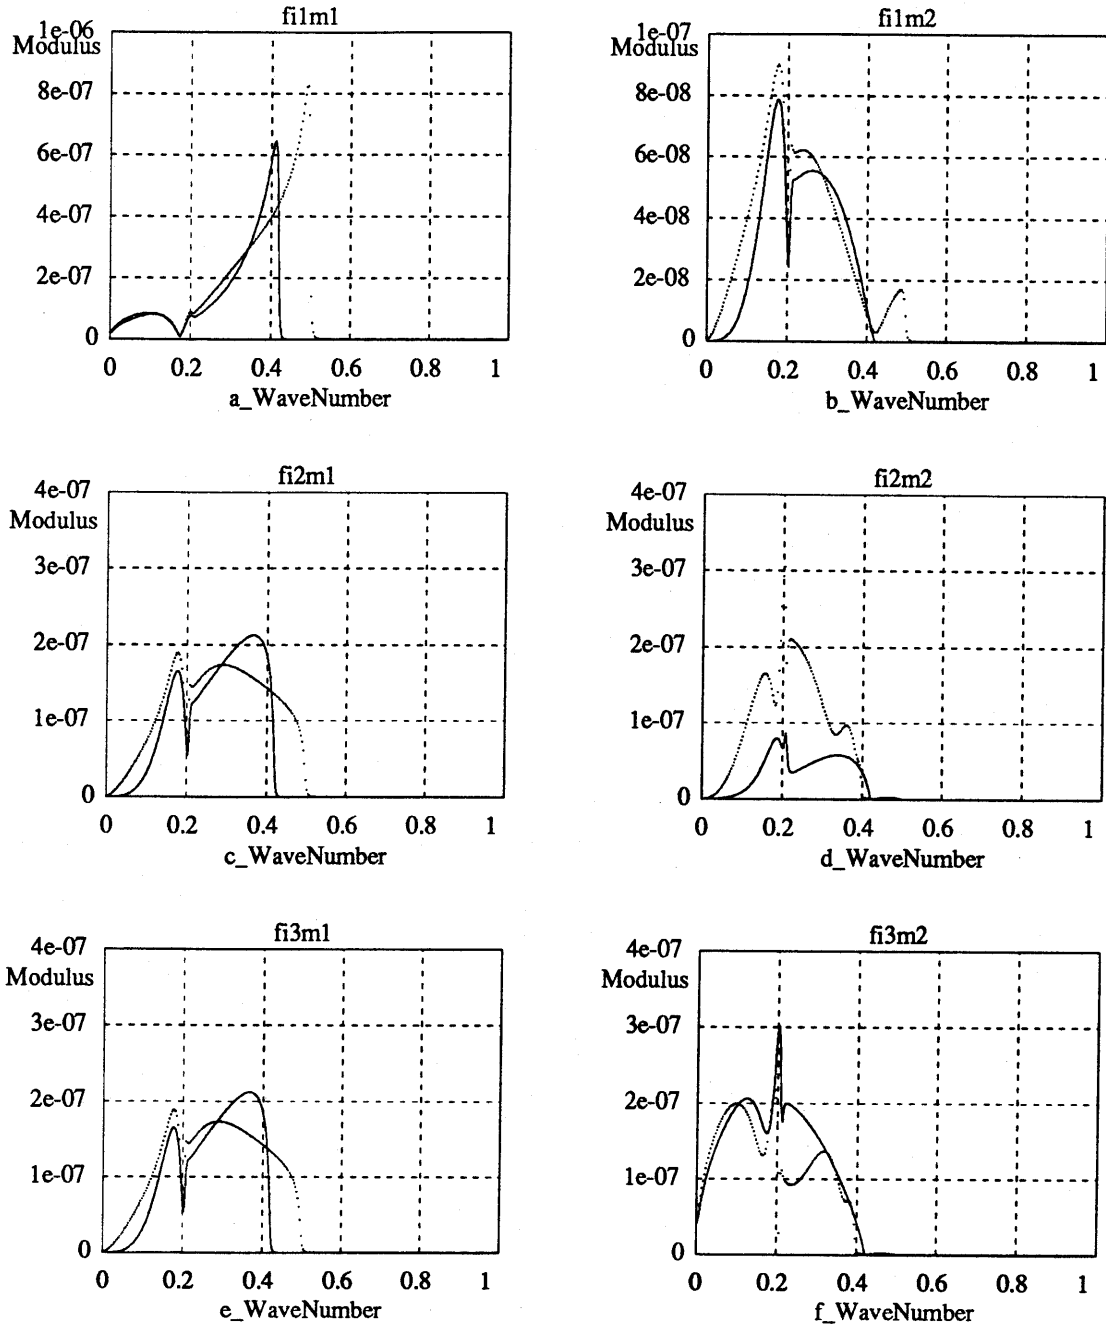 fi1m1
1e-06
Modulus
8e-07
6e-07
4e-07
2e-07
0
0 0.2 0.4 0.6 0.8 1
a_WaveNumber
fi1m2
1e-07
Modulus
8e-08
6e-08
4e-08
2e-08
0
0 0.2 0.4 0.6 0.8 1
b_WaveNumber
fi2m1
4e-07
Modulus
3e-07
2e-07
1e-07
0
0 0.2 0.4 0.6 0.8 1
c_WaveNumber
fi2m2
4e-07
Modulus
3e-07
2e-07
1e-07
0
0 0.2 0.4 0.6 0.8 1
d_WaveNumber
fi3m1
4e-07
Modulus
3e-07
2e-07
1e-07
0
0 0.2 0.4 0.6 0.8 1
e_WaveNumber
fi3m2
4e-07
Modulus
3e-07
2e-07
1e-07
0
0 0.2 0.4 0.6 0.8 1
f_WaveNumber